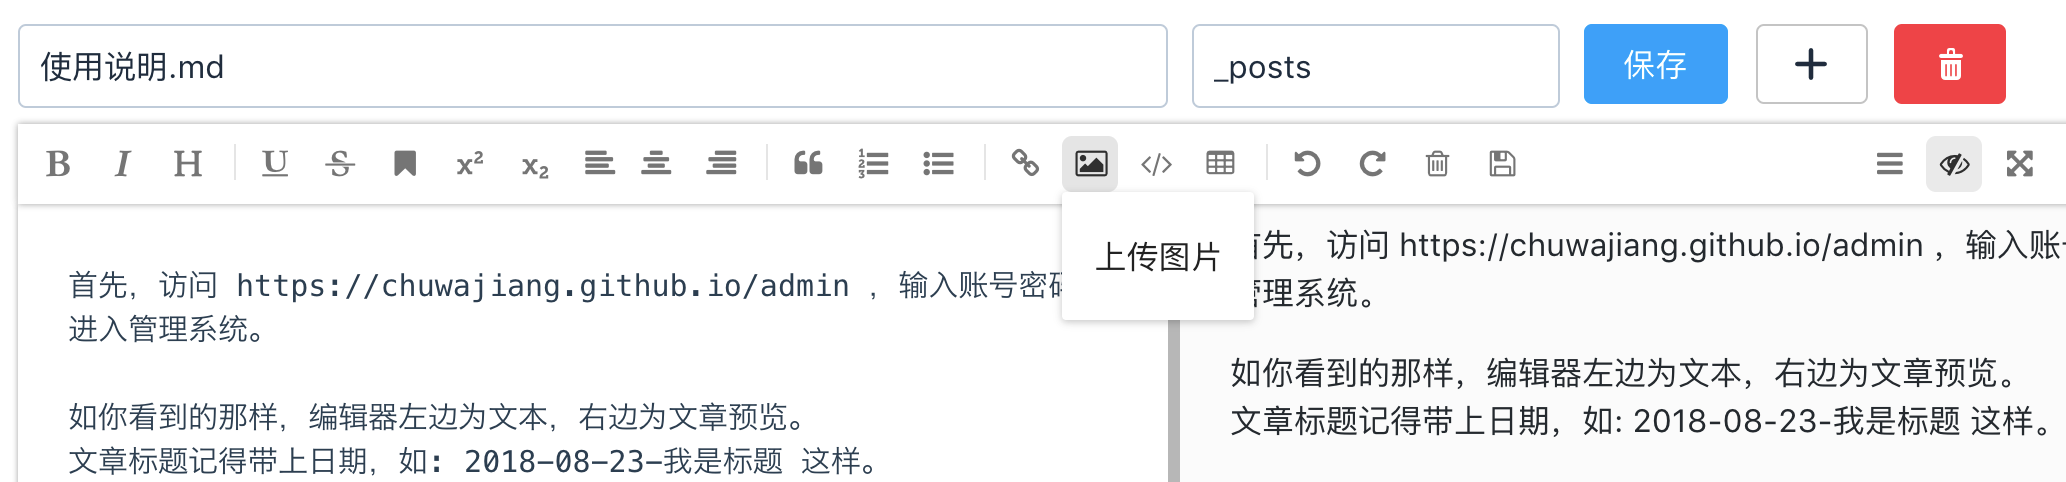 使用说明.md
_posts
保存
B I H U S x² x₂
上传图片
首先，访问 https://chuwajiang.github.io/admin ，输入账号密码
进入管理系统。
如你看到的那样，编辑器左边为文本，右边为文章预览。
文章标题记得带上日期，如: 2018-08-23-我是标题 这样。
首先，访问 https://chuwajiang.github.io/admin ，输入账
管理系统。
如你看到的那样，编辑器左边为文本，右边为文章预览。
文章标题记得带上日期，如: 2018-08-23-我是标题 这样。